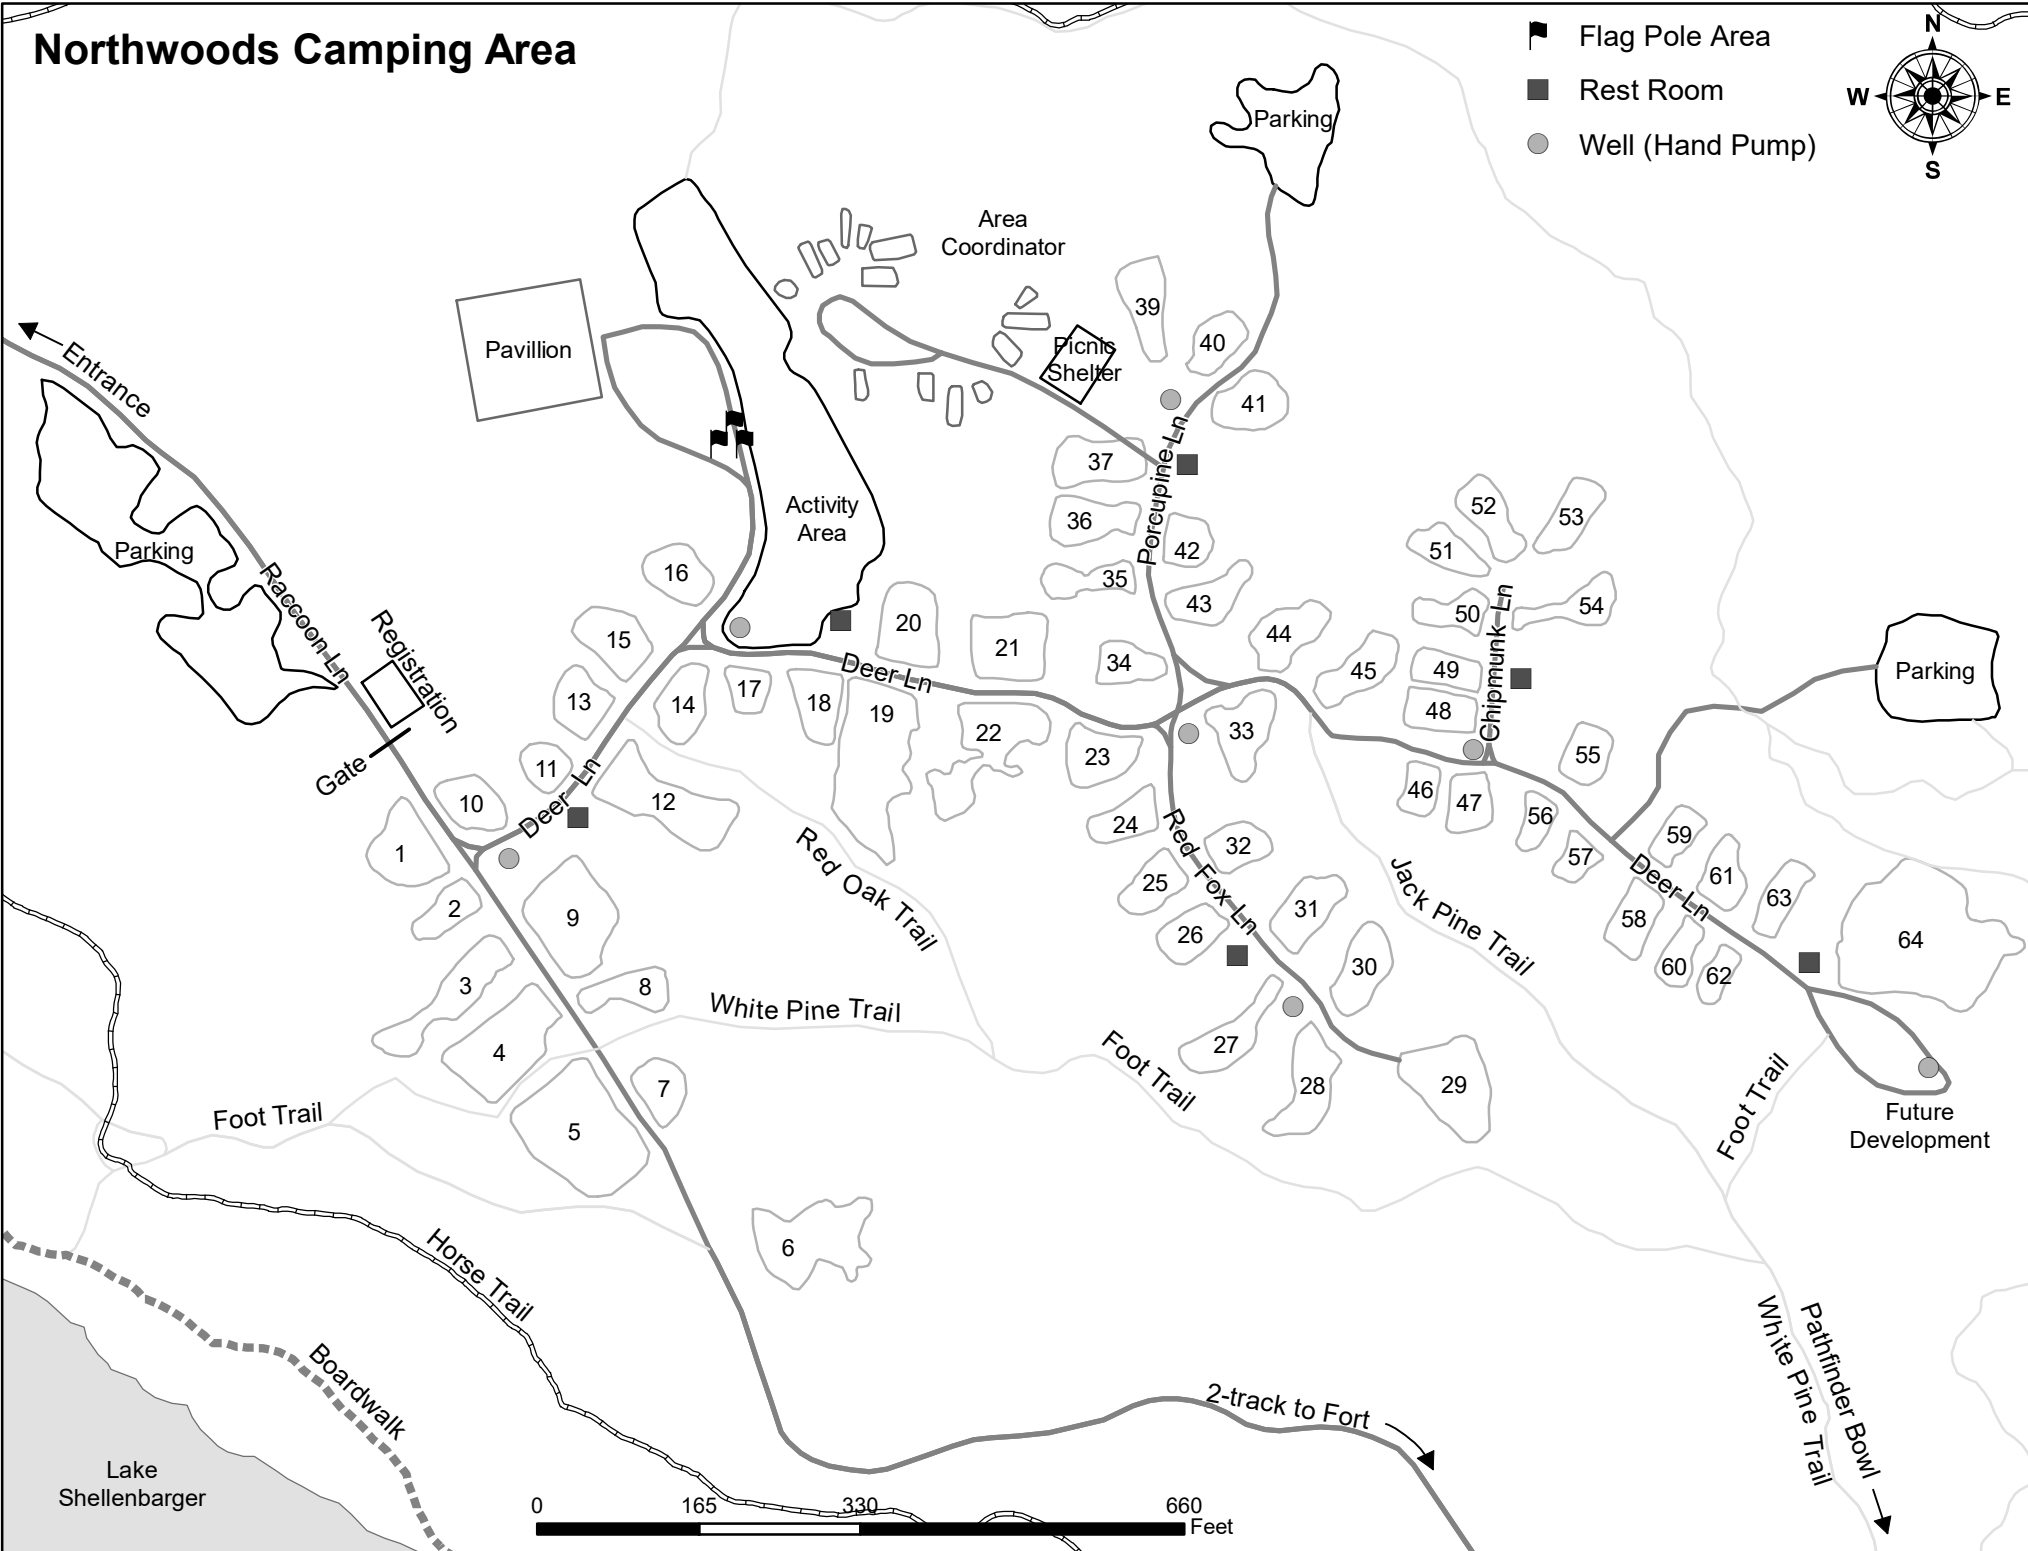 Northwoods Camping Area
Flag Pole Area
Rest Room
Well (Hand Pump)
N
W
E
S
Parking
Area
Coordinator
Pavillion
Entrance
Picnic
Shelter
39
40
41
37
36
35
42
43
Porcupine Ln
Activity
Area
Parking
Raccoon Ln
Registration
Gate
16
15
13
14
11
12
10
Deer Ln
17
18
19
20
21
22
Deer Ln
34
44
45
33
23
24
25
26
32
31
30
27
28
29
Red Fox Ln
52
53
51
50
54
49
48
Chipmunk Ln
46
47
55
56
57
Parking
59
61
63
58
60
62
64
Deer Ln
1
2
3
4
5
6
7
8
9
Red Oak Trail
White Pine Trail
Foot Trail
Jack Pine Trail
Foot Trail
Foot Trail
Future
Development
Horse Trail
Boardwalk
Lake
Shellenbarger
2-track to Fort
Pathfinder Bowl
White Pine Trail
0
165
330
660
Feet